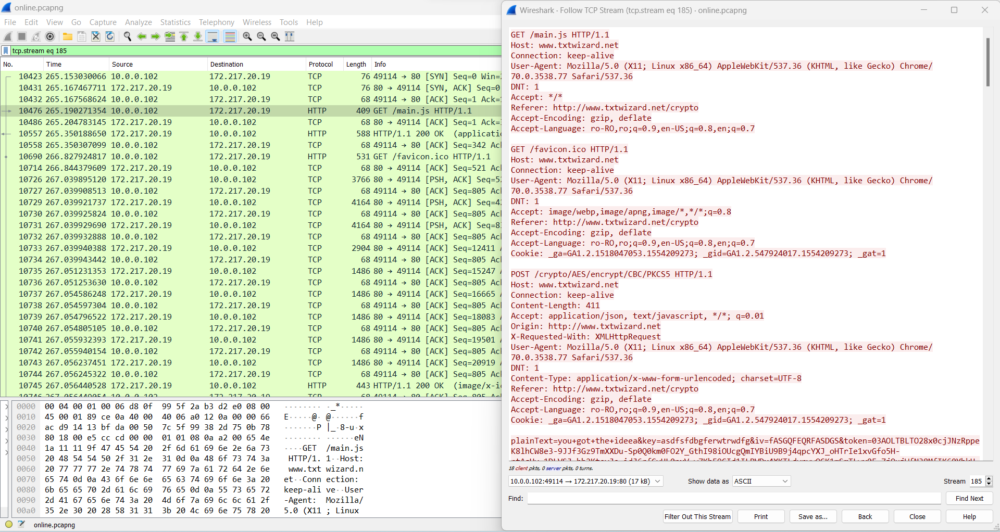 online.pcapng
File Edit View Go Capture Analyze Statistics Telephony Wireless Tools Help
tcp.stream eq 185
No. Time Source Destination Protocol Length Info
10423 265.153030066 10.0.0.102 172.217.20.19 TCP 76 49114 → 80 [SYN] Seq=0 Win=
10431 265.167467711 172.217.20.19 10.0.0.102 TCP 76 80 → 49114 [SYN, ACK] Seq=0
10432 265.167568624 10.0.0.102 172.217.20.19 TCP 68 49114 → 80 [ACK] Seq=1 Ack=
10476 265.190271354 10.0.0.102 172.217.20.19 HTTP 409 GET /main.js HTTP/1.1
10486 265.204783145 172.217.20.19 10.0.0.102 TCP 68 80 → 49114 [ACK] Seq=1 Ack=
10557 265.350188650 172.217.20.19 10.0.0.102 HTTP 588 HTTP/1.1 200 OK (applicatio
10558 265.350307099 10.0.0.102 172.217.20.19 TCP 68 49114 → 80 [ACK] Seq=342 Ac
10690 266.827924817 10.0.0.102 172.217.20.19 HTTP 531 GET /favicon.ico HTTP/1.1
10714 266.844379609 172.217.20.19 10.0.0.102 TCP 68 80 → 49114 [ACK] Seq=521 Ac
10726 267.039895120 172.217.20.19 10.0.0.102 TCP 3766 80 → 49114 [PSH, ACK] Seq=5
10727 267.039908513 10.0.0.102 172.217.20.19 TCP 68 49114 → 80 [ACK] Seq=805 Ac
10729 267.039921737 172.217.20.19 10.0.0.102 TCP 4164 80 → 49114 [PSH, ACK] Seq=4
10730 267.039925824 10.0.0.102 172.217.20.19 TCP 68 49114 → 80 [ACK] Seq=805 Ac
10731 267.039929690 172.217.20.19 10.0.0.102 TCP 4164 80 → 49114 [PSH, ACK] Seq=8
10732 267.039932888 10.0.0.102 172.217.20.19 TCP 68 49114 → 80 [ACK] Seq=805 Ac
10733 267.039940388 172.217.20.19 10.0.0.102 TCP 2904 80 → 49114 [ACK] Seq=12411
10734 267.039943442 10.0.0.102 172.217.20.19 TCP 68 49114 → 80 [ACK] Seq=805 Ac
10735 267.051231353 172.217.20.19 10.0.0.102 TCP 1486 80 → 49114 [ACK] Seq=15247
10736 267.051253630 10.0.0.102 172.217.20.19 TCP 68 49114 → 80 [ACK] Seq=805 Ac
10737 267.054586248 172.217.20.19 10.0.0.102 TCP 1486 80 → 49114 [ACK] Seq=16665
10738 267.054597304 10.0.0.102 172.217.20.19 TCP 68 49114 → 80 [ACK] Seq=805 Ac
10739 267.054796522 172.217.20.19 10.0.0.102 TCP 1486 80 → 49114 [ACK] Seq=18083
10740 267.054805105 10.0.0.102 172.217.20.19 TCP 68 49114 → 80 [ACK] Seq=805 Ac
10741 267.055932393 172.217.20.19 10.0.0.102 TCP 1486 80 → 49114 [ACK] Seq=19501
10742 267.055940154 10.0.0.102 172.217.20.19 TCP 68 49114 → 80 [ACK] Seq=805 Ac
10743 267.056237451 172.217.20.19 10.0.0.102 TCP 1486 80 → 49114 [ACK] Seq=20919
10744 267.056245322 10.0.0.102 172.217.20.19 TCP 68 49114 → 80 [ACK] Seq=805 Ac
10745 267.056440528 172.217.20.19 10.0.0.102 HTTP 443 HTTP/1.1 200 OK (image/x-i
0000 00 04 00 01 00 06 d8 0f 99 5f 2a b3 d2 e0 08 00 ········ ·_*·····
0010 45 00 01 89 ce 0a 40 00 40 06 a0 12 0a 00 00 66 E·····@· @······f
0020 ac d9 14 13 bf da 00 50 7c 5f 99 38 2d 75 0b 78 ·······P |_·8-u·x
0030 80 18 00 e5 cc cd 00 00 01 01 08 0a a2 00 65 4e ········ ······eN
0040 1a 11 11 9f 47 45 54 20 2f 6d 61 69 6e 2e 6a 73 ····GET /main.js
0050 20 48 54 54 50 2f 31 2e 31 0d 0a 48 6f 73 74 3a HTTP/1. 1··Host:
0060 20 77 77 77 2e 74 78 74 77 69 7a 61 72 64 2e 6e www.txt wizard.n
0070 65 74 0d 0a 43 6f 6e 6e 65 63 74 69 6f 6e 3a 20 et··Conn ection:
0080 6b 65 65 70 2d 61 6c 69 76 65 0d 0a 55 73 65 72 keep-ali ve··User
0090 2d 41 67 65 6e 74 3a 20 4d 6f 7a 69 6c 6c 61 2f -Agent: Mozilla/
00a0 35 2e 30 20 28 58 31 31 3b 20 4c 69 6e 75 78 20 5.0 (X11 ; Linux
online.pcapng
Wireshark · Follow TCP Stream (tcp.stream eq 185) · online.pcapng
GET /main.js HTTP/1.1
Host: www.txtwizard.net
Connection: keep-alive
User-Agent: Mozilla/5.0 (X11; Linux x86_64) AppleWebKit/537.36 (KHTML, like Gecko) Chrome/
70.0.3538.77 Safari/537.36
DNT: 1
Accept: */*
Referer: http://www.txtwizard.net/crypto
Accept-Encoding: gzip, deflate
Accept-Language: ro-RO,ro;q=0.9,en-US;q=0.8,en;q=0.7
GET /favicon.ico HTTP/1.1
Host: www.txtwizard.net
Connection: keep-alive
User-Agent: Mozilla/5.0 (X11; Linux x86_64) AppleWebKit/537.36 (KHTML, like Gecko) Chrome/
70.0.3538.77 Safari/537.36
DNT: 1
Accept: image/webp,image/apng,image/*,*/*;q=0.8
Referer: http://www.txtwizard.net/crypto
Accept-Encoding: gzip, deflate
Accept-Language: ro-RO,ro;q=0.9,en-US;q=0.8,en;q=0.7
Cookie: _ga=GA1.2.1518047053.1554209273; _gid=GA1.2.547924017.1554209273; _gat=1
POST /crypto/AES/encrypt/CBC/PKCS5 HTTP/1.1
Host: www.txtwizard.net
Connection: keep-alive
Content-Length: 411
Accept: application/json, text/javascript, */*; q=0.01
Origin: http://www.txtwizard.net
X-Requested-With: XMLHttpRequest
User-Agent: Mozilla/5.0 (X11; Linux x86_64) AppleWebKit/537.36 (KHTML, like Gecko) Chrome/
70.0.3538.77 Safari/537.36
DNT: 1
Content-Type: application/x-www-form-urlencoded; charset=UTF-8
Referer: http://www.txtwizard.net/crypto
Accept-Encoding: gzip, deflate
Accept-Language: ro-RO,ro;q=0.9,en-US;q=0.8,en;q=0.7
Cookie: _ga=GA1.2.1518047053.1554209273; _gid=GA1.2.547924017.1554209273; _gat=1
plainText=you+got+the+ideea&key=asdfsfdbgferwtrwdfg&iv=fASGQFEQRFASDGS&token=03AOLTBLTO28x0cjJNzRppe
K8lhCW8e3-9JJf3Gz9TmXXDu-Sp0Q0km0FO2Y_GthI98iOUcgQmIYBiU9B9j4qpcYXJ_oHTrIe1xvGfo5H-
18 client pkts, 0 server pkts, 0 turns.
10.0.0.102:49114 → 172.217.20.19:80 (17 kB) Show data as ASCII Stream 185
Find: Find Next
Filter Out This Stream Print Save as... Back Close Help